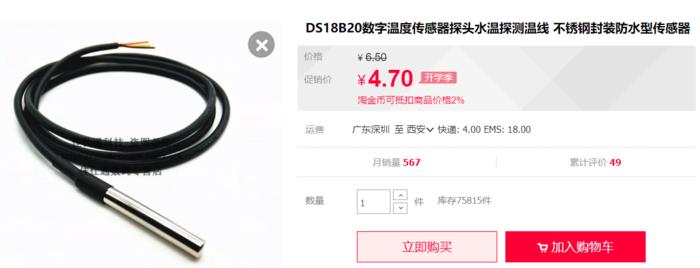 DS18B20数字温度传感器探头水温探测温线 不锈钢封装防水型传感器
价格
¥ 6.50
促销价
¥ 4.70 开学季
淘金币可抵扣商品价格2%
运费
广东深圳 至 西安 快递: 4.00 EMS: 18.00
月销量 567
累计评价 49
数量
1
件
库存75815件
立即购买
加入购物车